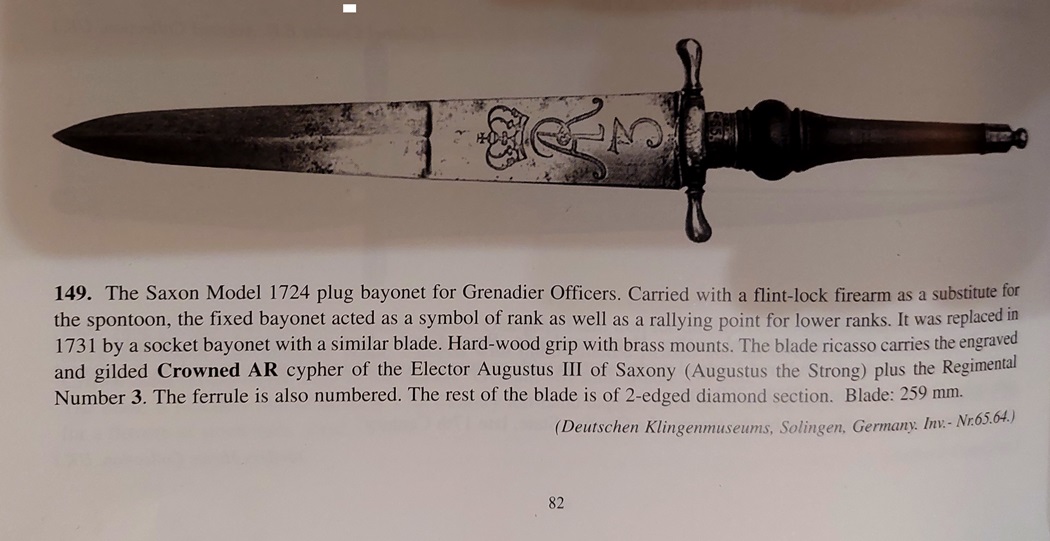 AR 3
149. The Saxon Model 1724 plug bayonet for Grenadier Officers. Carried with a flint-lock firearm as a substitute for
the spontoon, the fixed bayonet acted as a symbol of rank as well as a rallying point for lower ranks. It was replaced in
1731 by a socket bayonet with a similar blade. Hard-wood grip with brass mounts. The blade ricasso carries the engraved
and gilded Crowned AR cypher of the Elector Augustus III of Saxony (Augustus the Strong) plus the Regimental
Number 3. The ferrule is also numbered. The rest of the blade is of 2-edged diamond section. Blade: 259 mm.
(Deutschen Klingenmuseums, Solingen, Germany. Inv.- Nr.65.64.)
82